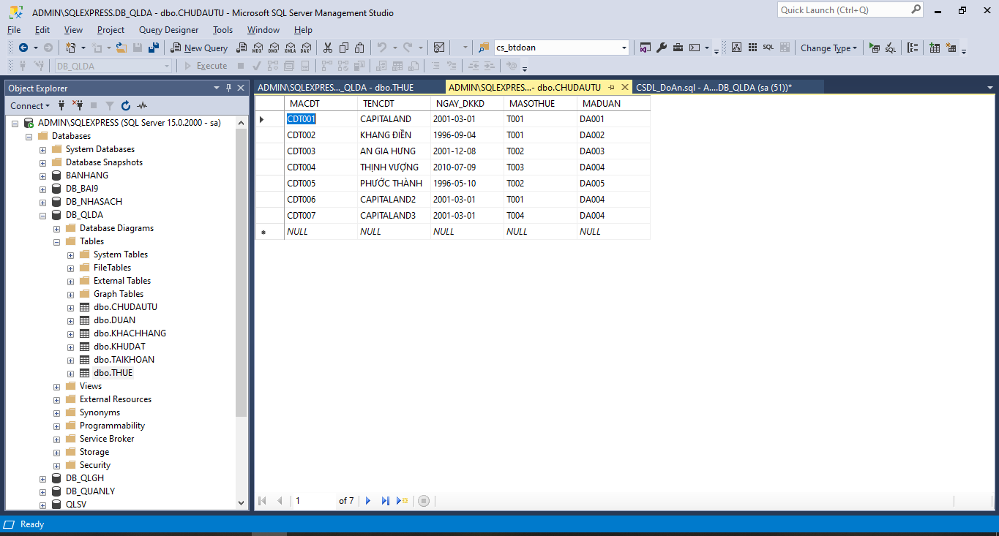 ADMIN\SQLEXPRESS.DB_QLDA - dbo.CHUDAUTU - Microsoft SQL Server Management Studio
Quick Launch (Ctrl+Q)
File Edit View Project Query Designer Tools Window Help
New Query MDX DMX XMLA DAX cs_btdoan SQL Change Type SQL
DB_QLDA Execute
Object Explorer
Connect
ADMIN\SQLEXPRESS (SQL Server 15.0.2000 - sa)
Databases
System Databases
Database Snapshots
BANHANG
DB_BAI9
DB_NHASACH
DB_QLDA
Database Diagrams
Tables
System Tables
FileTables
External Tables
Graph Tables
dbo.CHUDAUTU
dbo.DUAN
dbo.KHACHHANG
dbo.KHUDAT
dbo.TAIKHOAN
dbo.THUE
Views
External Resources
Synonyms
Programmability
Service Broker
Storage
Security
DB_QLGH
DB_QUANLY
QLSV
ADMIN\SQLEXPRES..._QLDA - dbo.THUE ADMIN\SQLEXPRES...- dbo.CHUDAUTU CSDL_DoAn.sql - A....DB_QLDA (sa (51))*
MACDT TENCDT NGAY_DKKD MASOTHUE MADUAN
CDT001 CAPITALAND 2001-03-01 T001 DA001
CDT002 KHANG ĐIỀN 1996-09-04 T001 DA002
CDT003 AN GIA HƯNG 2001-12-08 T002 DA003
CDT004 THỊNH VƯỢNG 2010-07-09 T003 DA004
CDT005 PHƯỚC THÀNH 1996-05-10 T002 DA005
CDT006 CAPITALAND2 2001-03-01 T001 DA004
CDT007 CAPITALAND3 2001-03-01 T004 DA004
NULL NULL NULL NULL NULL
1 of 7
Ready